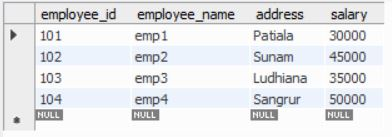 employee_id employee_name address salary
101 emp1 Patiala 30000
102 emp2 Sunam 45000
103 emp3 Ludhiana 35000
104 emp4 Sangrur 50000
NULL NULL NULL NULL